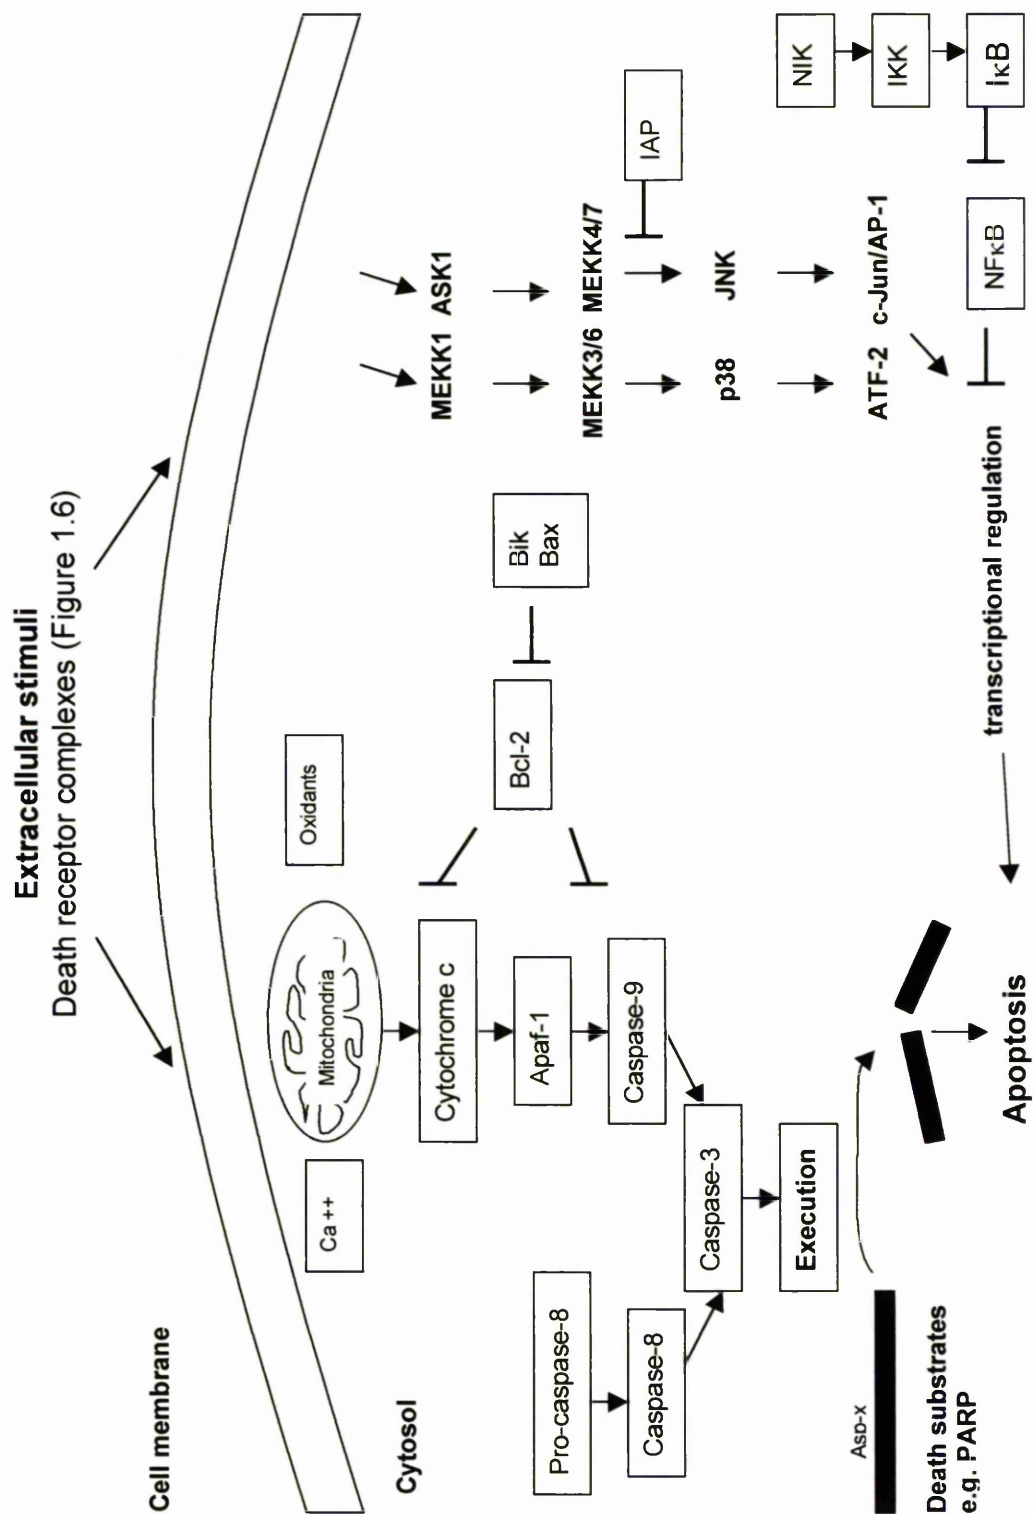 Extracellular stimuli
Death receptor complexes (Figure 1.6)
Cell membrane
Cytosol
Ca ++
Mitochondria
Oxidants
Cytochrome c
Apaf-1
Caspase-9
Pro-caspase-8
Caspase-8
Caspase-3
Execution
Bcl-2
Bik
Bax
MEKK1 ASK1
MEKK3/6 MEKK4/7
IAP
p38 JNK
ATF-2 c-Jun/AP-1
NIK
IKK
IκB
NFκB
transcriptional regulation
Asp-x
Death substrates
e.g. PARP
Apoptosis